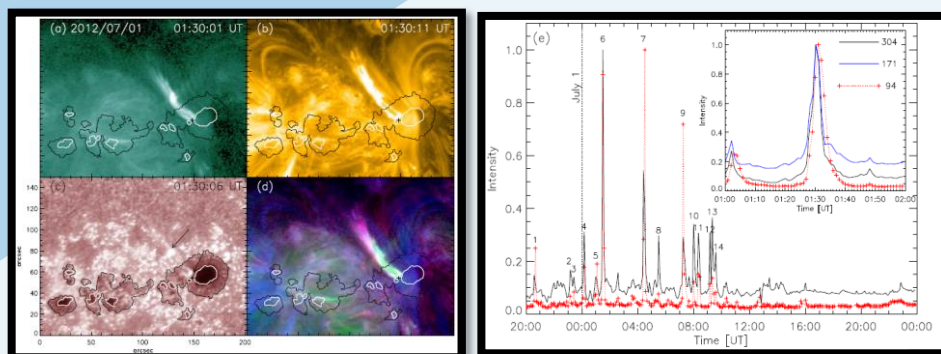 (a) 2012/07/01 01:30:01 UT
(b) 01:30:11 UT
(c) 01:30:06 UT
(d)
140
120
100
80
60
40
20
0
arcsec
0 50 100 150 200
arcsec
(e)
1.0
0.8
0.6
0.4
0.2
0.0
Intensity
July 1
1 2 3 4 5 6 7 8 9 10 11 12 13 14
20:00 00:00 04:00 08:00 12:00 16:00 20:00 00:00
Time [UT]
304
171
94
1.0
0.8
0.6
0.4
0.2
0.0
Intensity
01:00 01:10 01:20 01:30 01:40 01:50 02:00
Time [UT]